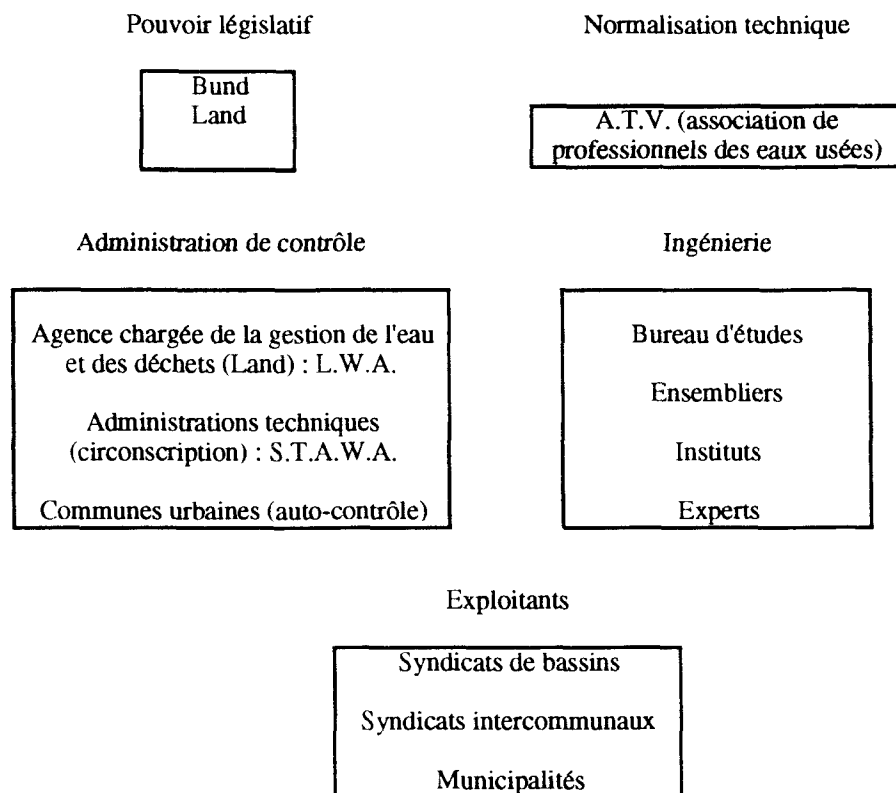 Pouvoir législatif
Bund
Land
Normalisation technique
A.T.V. (association de
professionnels des eaux usées)
Administration de contrôle
Agence chargée de la gestion de l'eau
et des déchets (Land) : L.W.A.
Administrations techniques
(circonscription) : S.T.A.W.A.
Communes urbaines (auto-contrôle)
Ingénierie
Bureau d'études
Ensembliers
Instituts
Experts
Exploitants
Syndicats de bassins
Syndicats intercommunaux
Municipalités